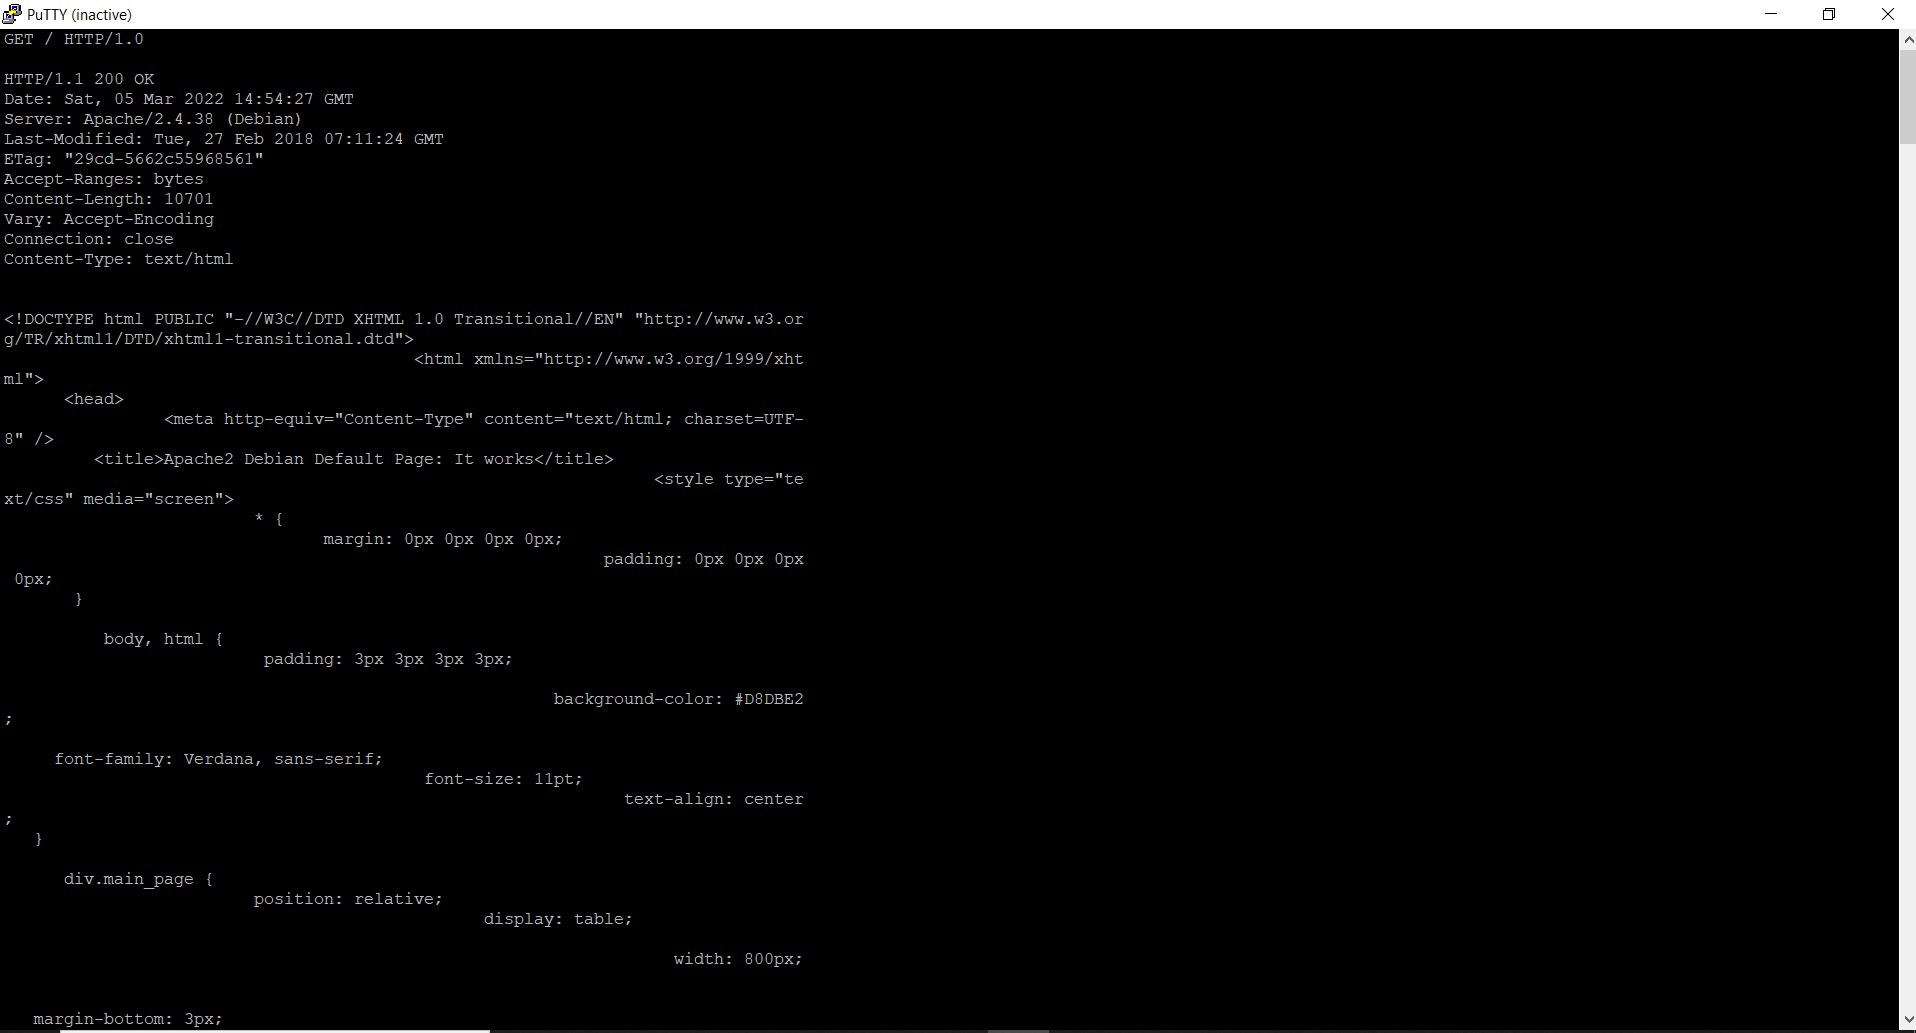 PuTTY (inactive)
GET / HTTP/1.0
HTTP/1.1 200 OK
Date: Sat, 05 Mar 2022 14:54:27 GMT
Server: Apache/2.4.38 (Debian)
Last-Modified: Tue, 27 Feb 2018 07:11:24 GMT
ETag: "29cd-5662c55968561"
Accept-Ranges: bytes
Content-Length: 10701
Vary: Accept-Encoding
Connection: close
Content-Type: text/html
<!DOCTYPE html PUBLIC "-//W3C//DTD XHTML 1.0 Transitional//EN" "http://www.w3.or
g/TR/xhtml1/DTD/xhtml1-transitional.dtd">
<html xmlns="http://www.w3.org/1999/xht
ml">
<head>
<meta http-equiv="Content-Type" content="text/html; charset=UTF-
8" />
<title>Apache2 Debian Default Page: It works</title>
<style type="te
xt/css" media="screen">
* {
margin: 0px 0px 0px 0px;
padding: 0px 0px 0px
0px;
}
body, html {
padding: 3px 3px 3px 3px;
background-color: #D8DBE2
;
font-family: Verdana, sans-serif;
font-size: 11pt;
text-align: center
;
}
div.main_page {
position: relative;
display: table;
width: 800px;
margin-bottom: 3px;